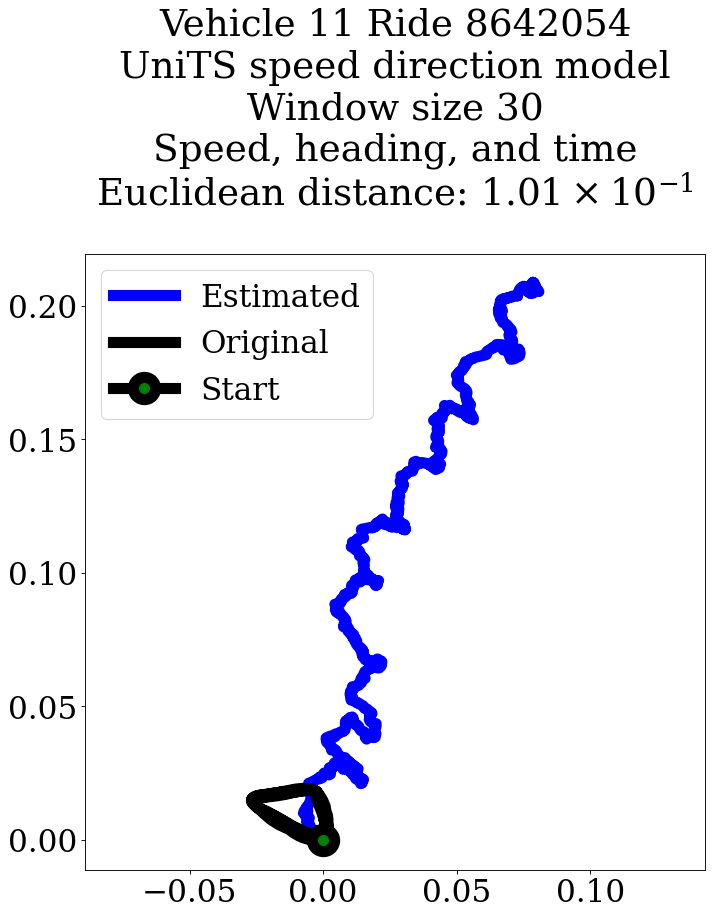 Vehicle 11 Ride 8642054
UniTS speed direction model
Window size 30
Speed, heading, and time
Euclidean distance: 1.01 × 10⁻¹
Estimated
Original
Start
0.20
0.15
0.10
0.05
0.00
−0.05 0.00 0.05 0.10